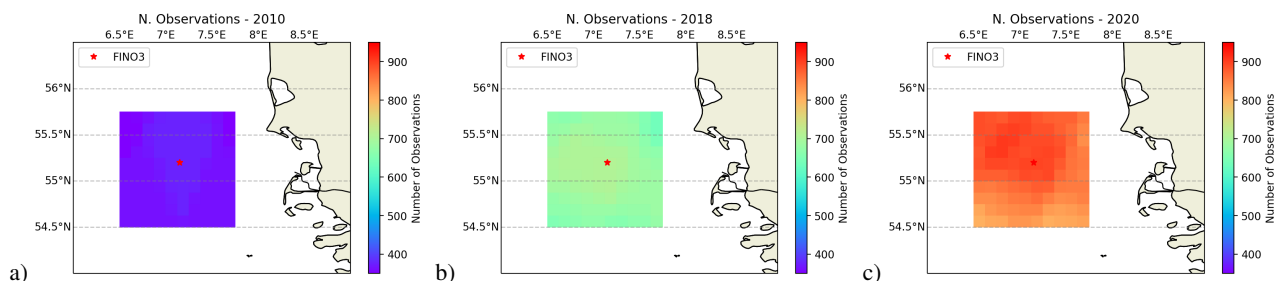 N. Observations - 2010
6.5°E 7°E 7.5°E 8°E 8.5°E
FINO3
56°N
55.5°N
55°N
54.5°N
900
800
700
600
500
400
Number of Observations
a)
N. Observations - 2018
6.5°E 7°E 7.5°E 8°E 8.5°E
FINO3
56°N
55.5°N
55°N
54.5°N
900
800
700
600
500
400
Number of Observations
b)
N. Observations - 2020
6.5°E 7°E 7.5°E 8°E 8.5°E
FINO3
56°N
55.5°N
55°N
54.5°N
900
800
700
600
500
400
Number of Observations
c)